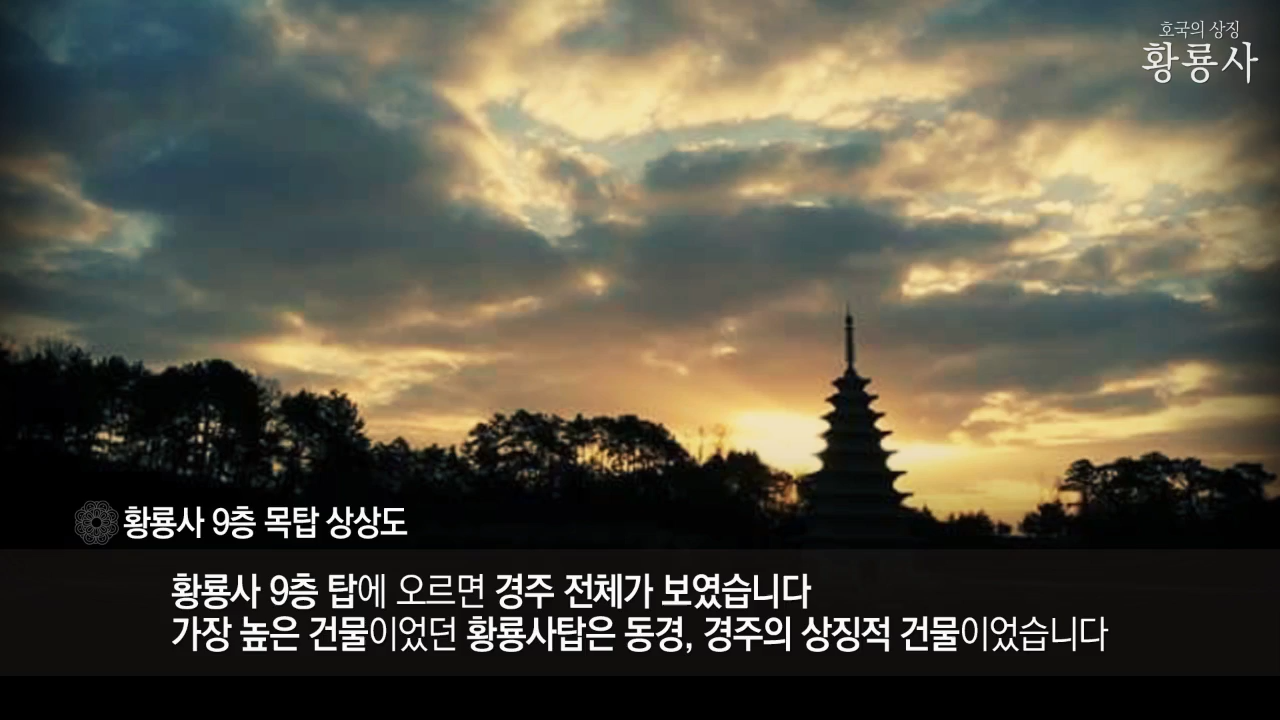 호국의 상징
황룡사
황룡사 9층 목탑 상상도
황룡사 9층 탑에 오르면 경주 전체가 보였습니다
가장 높은 건물이었던 황룡사탑은 동경, 경주의 상징적 건물이었습니다